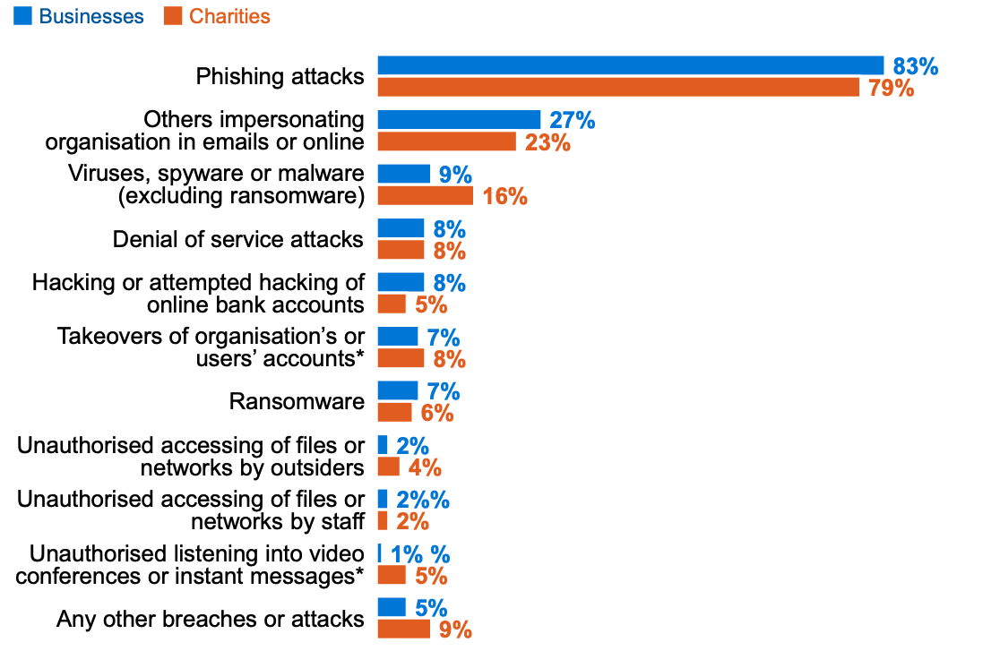 Businesses Charities
Phishing attacks
83%
79%
Others impersonating
organisation in emails or online
27%
23%
Viruses, spyware or malware
(excluding ransomware)
9%
16%
Denial of service attacks
8%
8%
Hacking or attempted hacking of
online bank accounts
8%
5%
Takeovers of organisation’s or
users’ accounts*
7%
8%
Ransomware
7%
6%
Unauthorised accessing of files or
networks by outsiders
2%
4%
Unauthorised accessing of files or
networks by staff
2%%
2%
Unauthorised listening into video
conferences or instant messages*
1% %
5%
Any other breaches or attacks
5%
9%